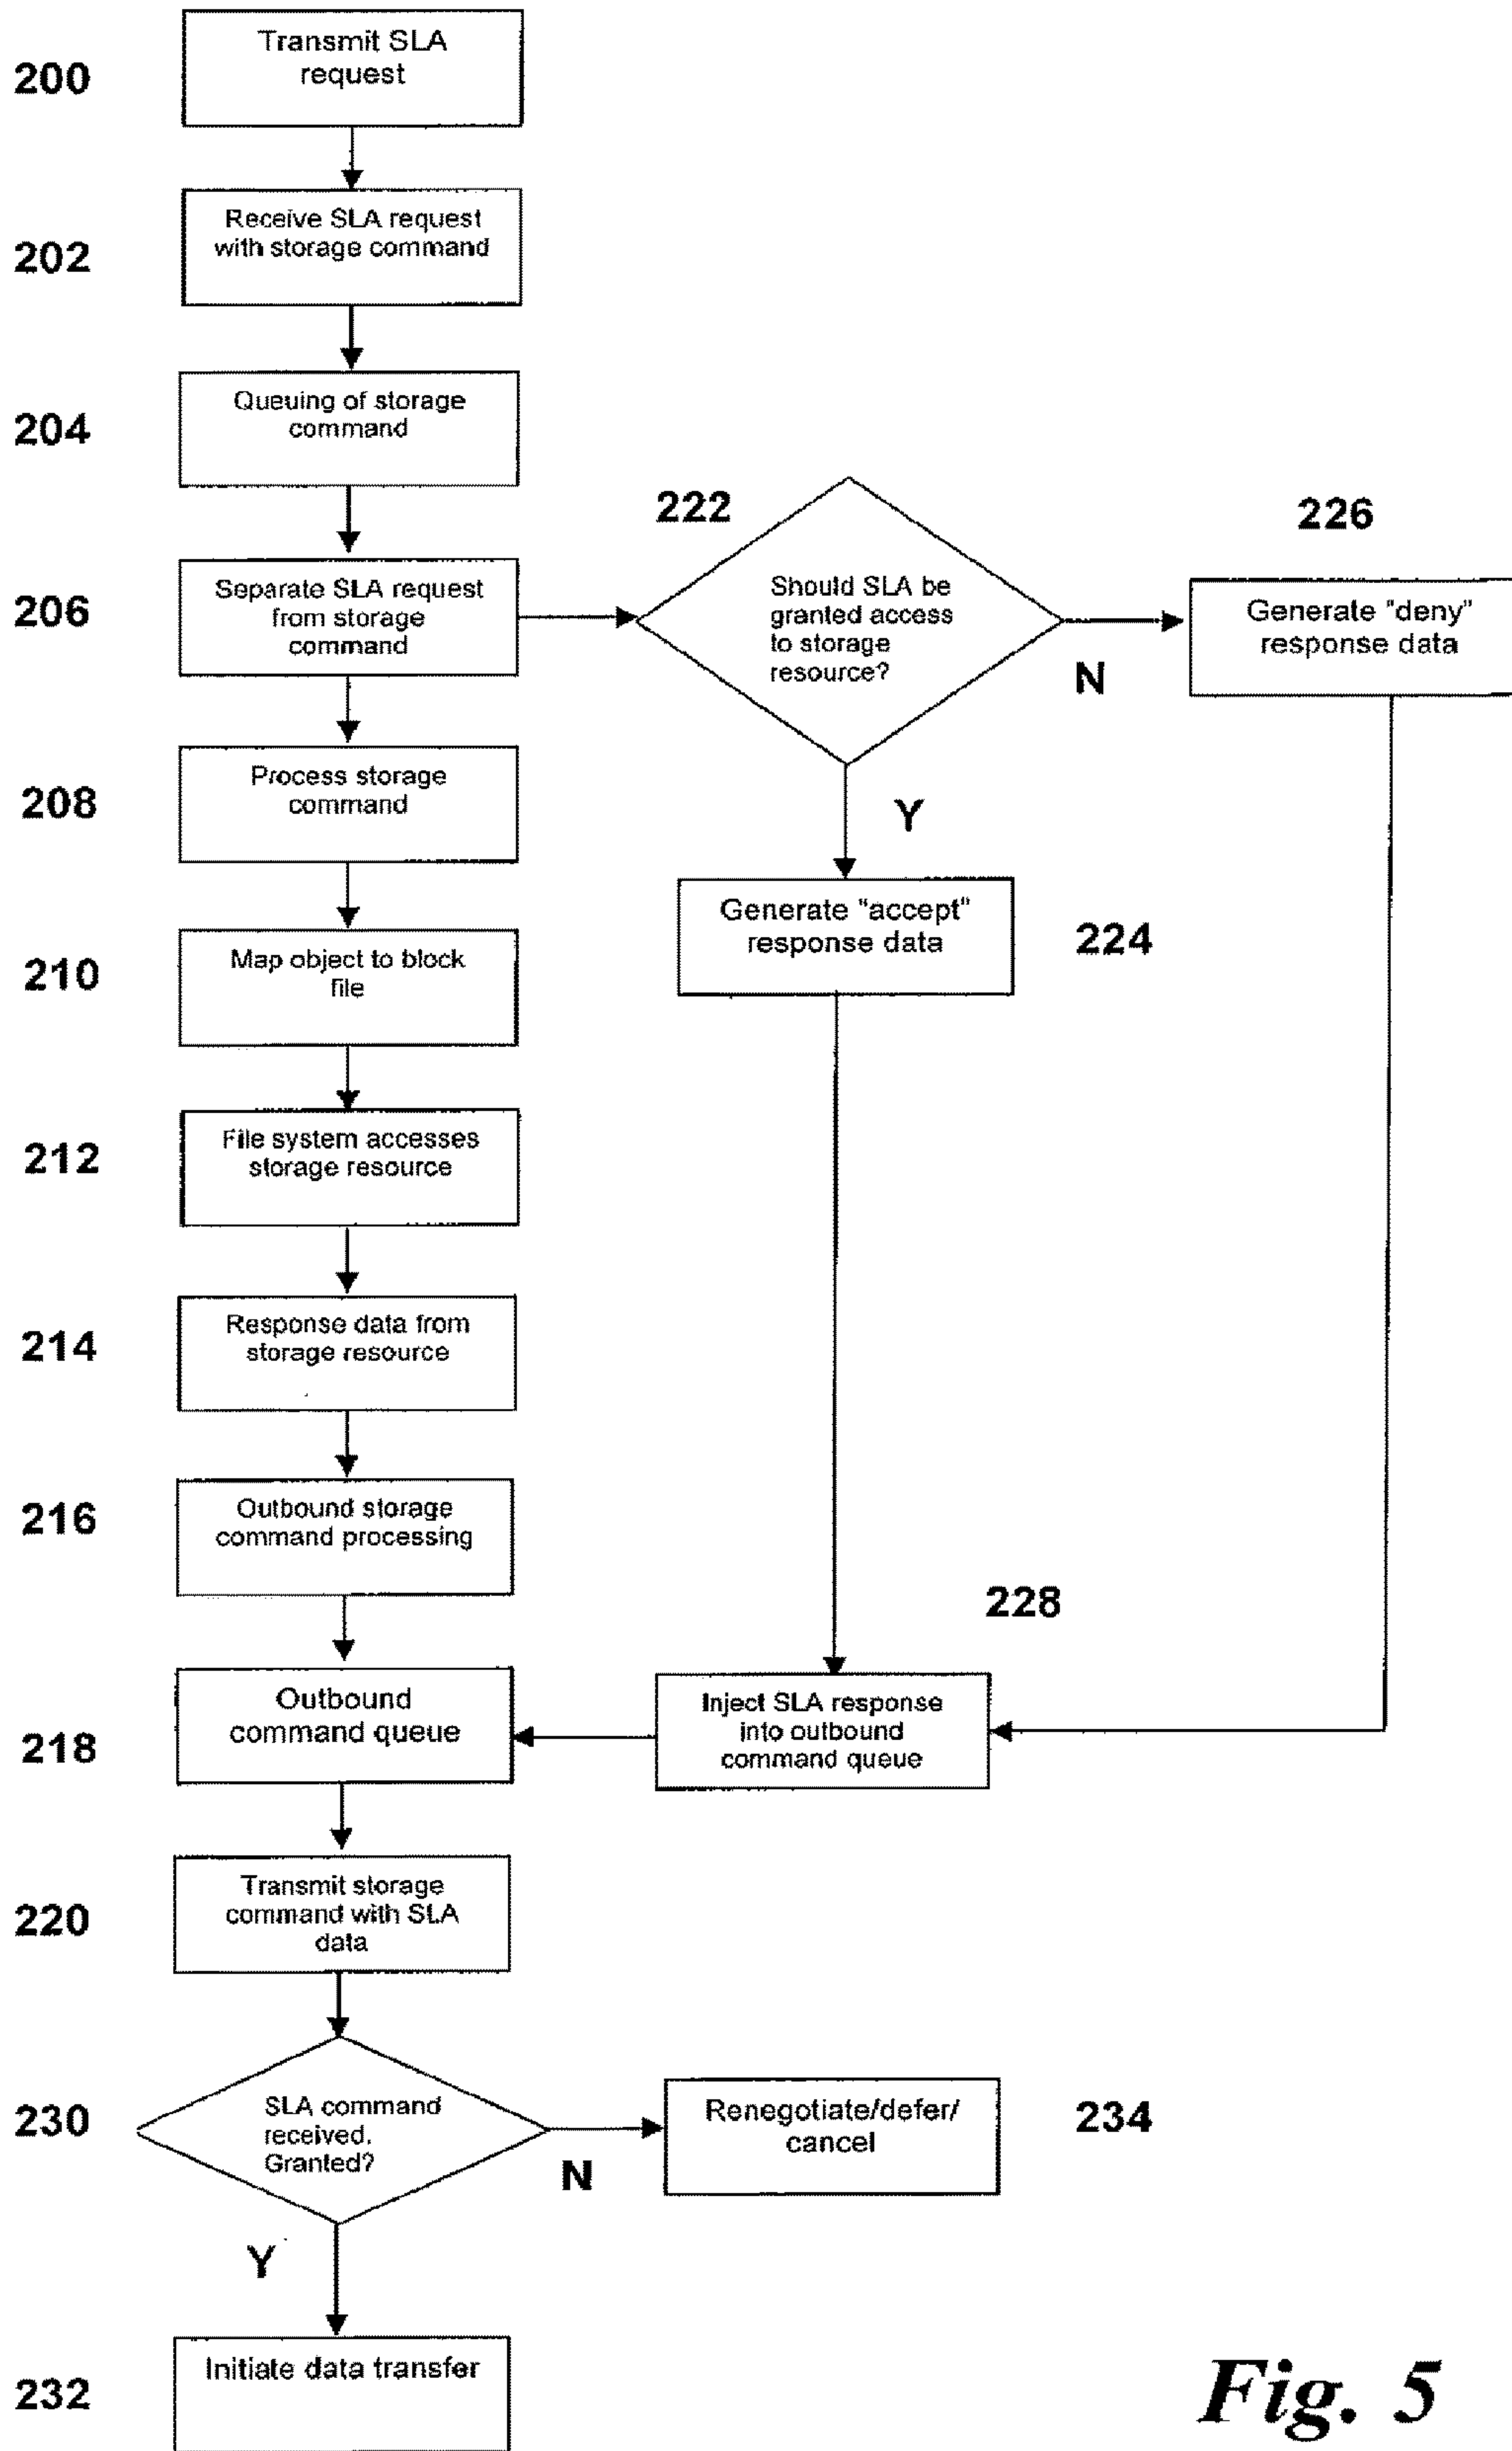 200
Transmit SLA
request
202
Receive SLA request
with storage command
204
Queuing of storage
command
206
Separate SLA request
from storage
command
222
Should SLA be
granted access
to storage
resource?
N
226
Generate "deny"
response data
208
Process storage
command
Y
Generate "accept"
response data
224
210
Map object to block
file
212
File system accesses
storage resource
214
Response data from
storage resource
216
Outbound storage
command processing
218
Outbound
command queue
228
Inject SLA response
into outbound
command queue
220
Transmit storage
command with SLA
data
230
SLA command
received.
Granted?
N
Renegotiate/defer/
cancel
234
Y
232
Initiate data transfer
Fig. 5